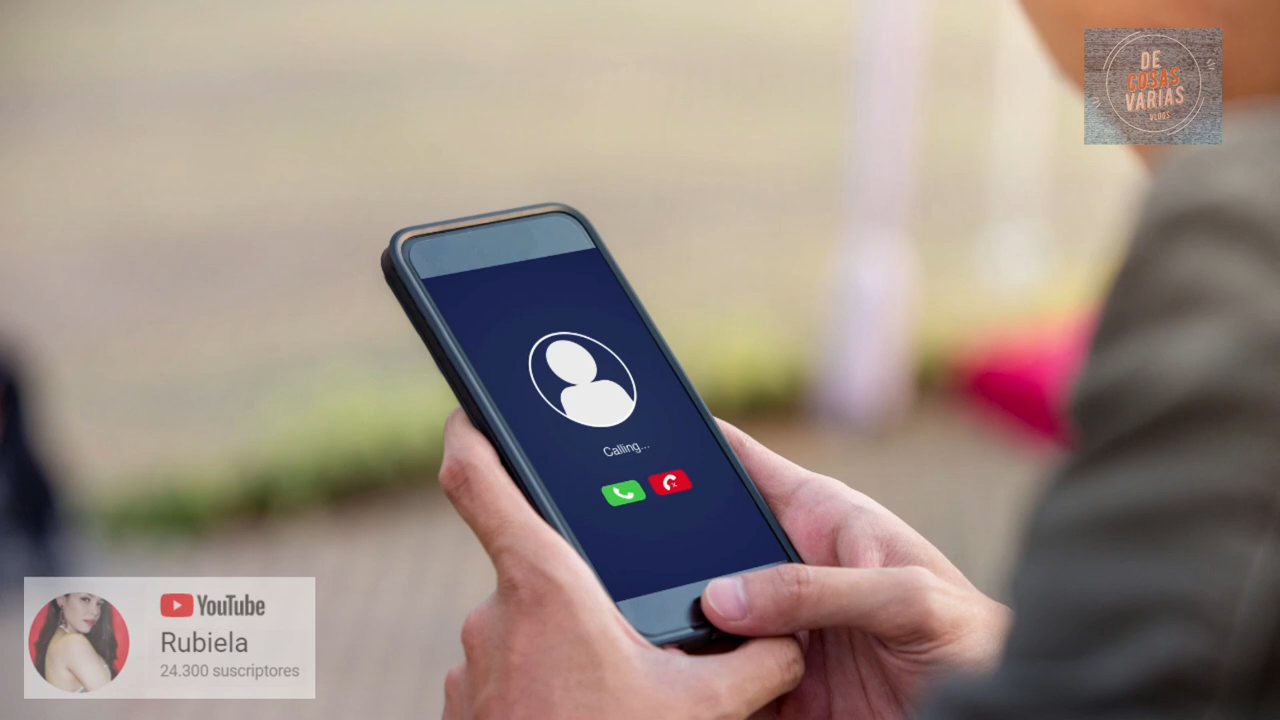 DE
COSAS
VARIAS
VLOGS
Calling...
YouTube
Rubiela
24.300 suscriptores